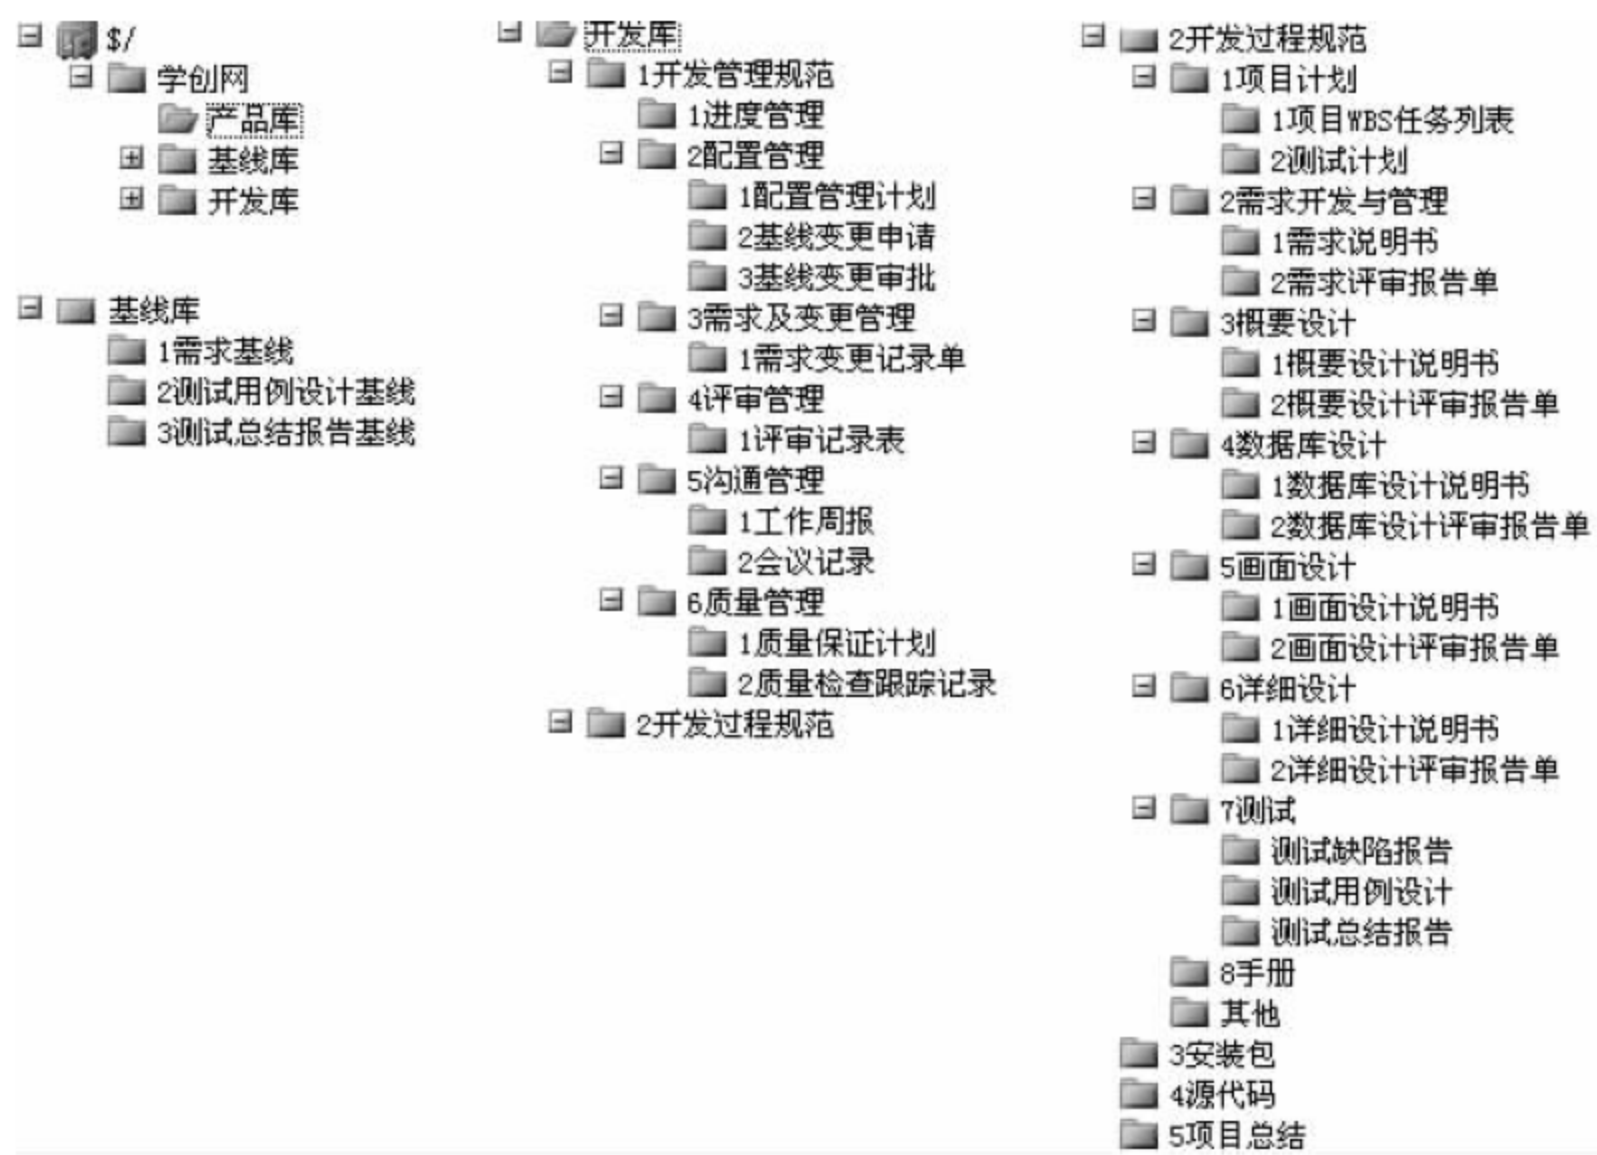 $/
学创网
产品库
基线库
开发库
基线库
1需求基线
2测试用例设计基线
3测试总结报告基线
开发库
1开发管理规范
1进度管理
2配置管理
1配置管理计划
2基线变更申请
3基线变更审批
3需求及变更管理
1需求变更记录单
4评审管理
1评审记录表
5沟通管理
1工作周报
2会议记录
6质量管理
1质量保证计划
2质量检查跟踪记录
2开发过程规范
2开发过程规范
1项目计划
1项目WBS任务列表
2测试计划
2需求开发与管理
1需求说明书
2需求评审报告单
3概要设计
1概要设计说明书
2概要设计评审报告单
4数据库设计
1数据库设计说明书
2数据库设计评审报告单
5画面设计
1画面设计说明书
2画面设计评审报告单
6详细设计
1详细设计说明书
2详细设计评审报告单
7测试
测试缺陷报告
测试用例设计
测试总结报告
8手册
其他
3安装包
4源代码
5项目总结